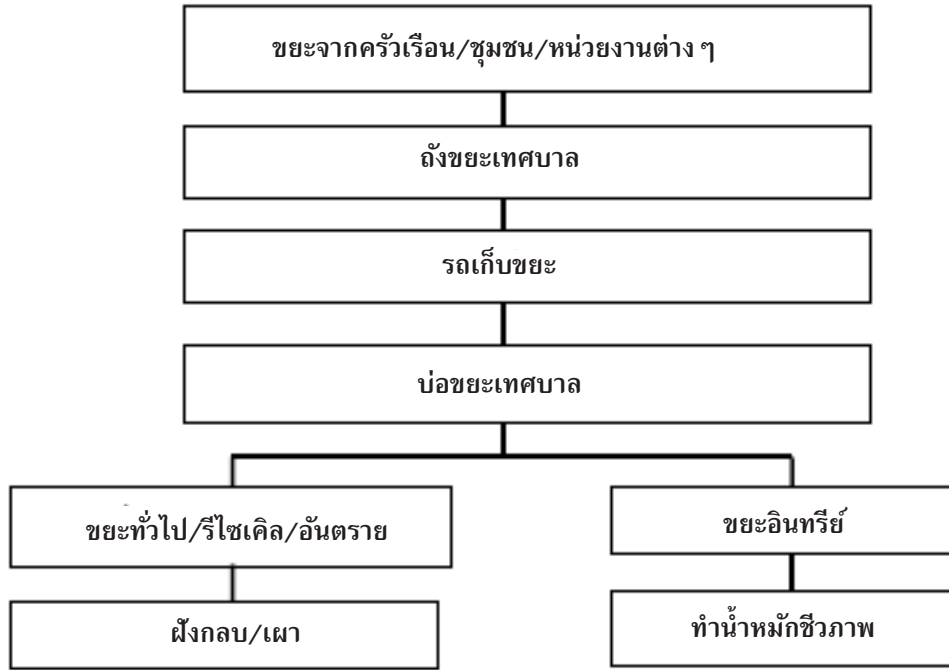 ขยะจากครัวเรือน/ชุมชน/หน่วยงานต่าง ๆ
ถังขยะเทศบาล
รถเก็บขยะ
บ่อขยะเทศบาล
ขยะทั่วไป/รีไซเคิล/อันตราย
ขยะอินทรีย์
ฝังกลบ/เผา
ทำน้ำหมักชีวภาพ